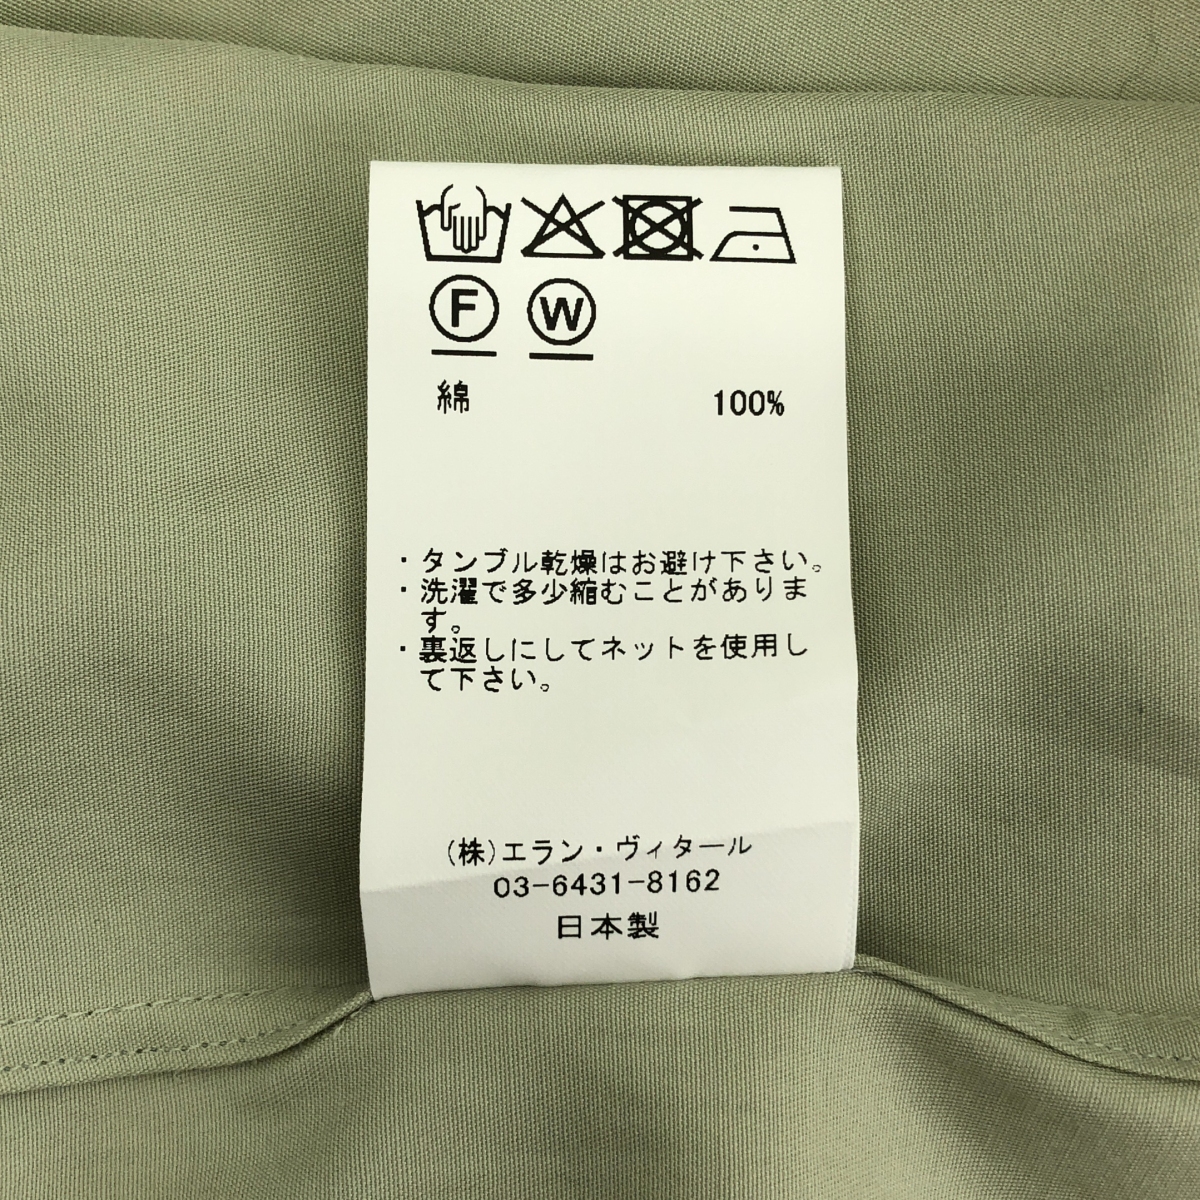 F W
綿 100%
・タンブル乾燥はお避け下さい。
・洗濯で多少縮むことがありま
す。
・裏返しにしてネットを使用し
て下さい。
(株)エラン・ヴィタール
03-6431-8162
日本製